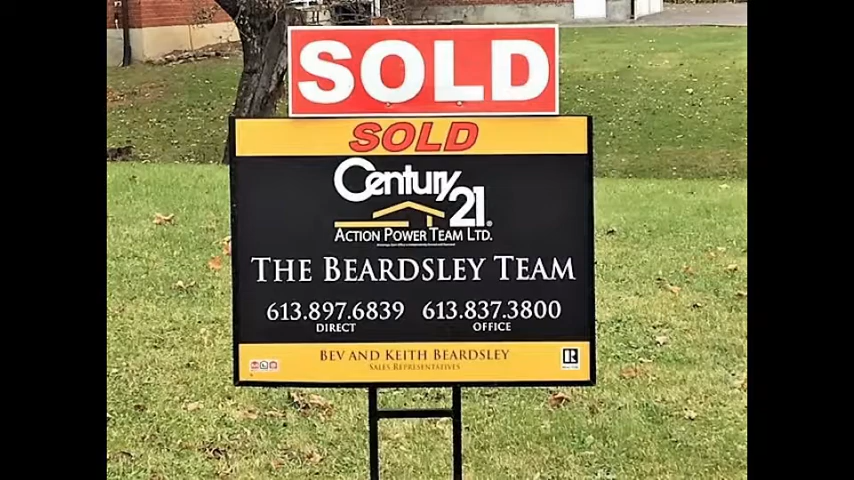 SOLD
SOLD
Century 21®
ACTION POWER TEAM LTD.
THE BEARDSLEY TEAM
613.897.6839 613.837.3800
DIRECT OFFICE
BEV AND KEITH BEARDSLEY
SALES REPRESENTATIVES